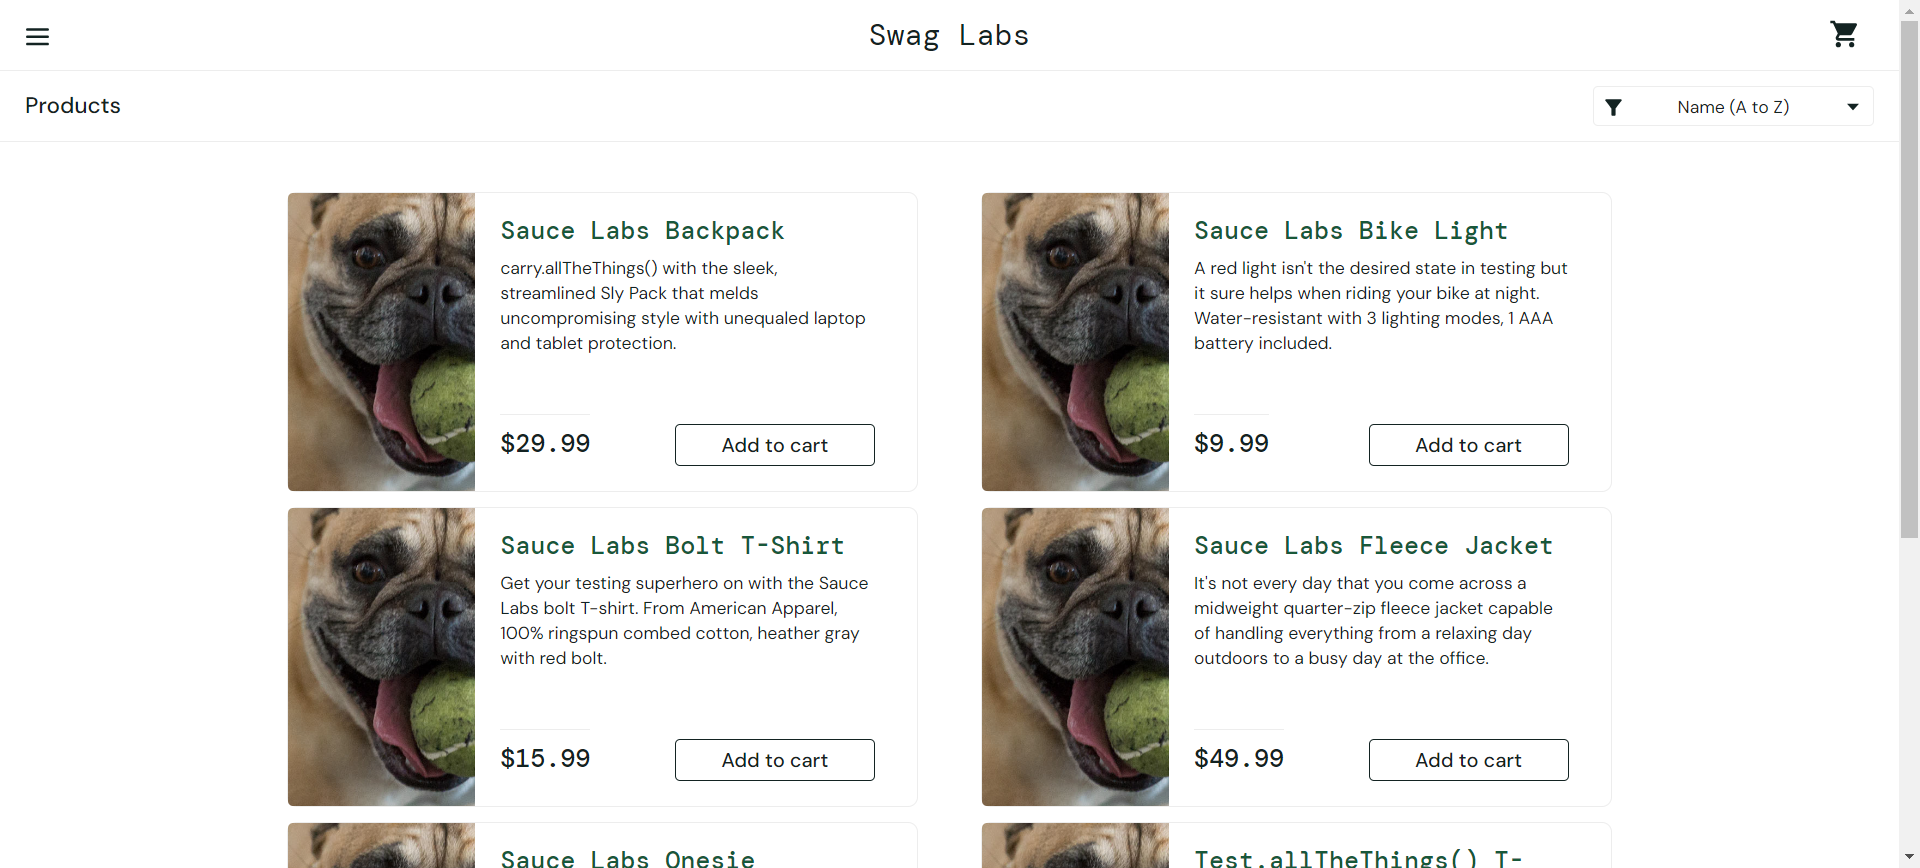 Swag Labs
Products
Name (A to Z)
Sauce Labs Backpack
carry.allTheThings() with the sleek,
streamlined Sly Pack that melds
uncompromising style with unequaled laptop
and tablet protection.
$29.99
Add to cart
Sauce Labs Bike Light
A red light isn't the desired state in testing but
it sure helps when riding your bike at night.
Water-resistant with 3 lighting modes, 1 AAA
battery included.
$9.99
Add to cart
Sauce Labs Bolt T-Shirt
Get your testing superhero on with the Sauce
Labs bolt T-shirt. From American Apparel,
100% ringspun combed cotton, heather gray
with red bolt.
$15.99
Add to cart
Sauce Labs Fleece Jacket
It's not every day that you come across a
midweight quarter-zip fleece jacket capable
of handling everything from a relaxing day
outdoors to a busy day at the office.
$49.99
Add to cart
Sauce Labs Onesie
Test.allTheThings() T-